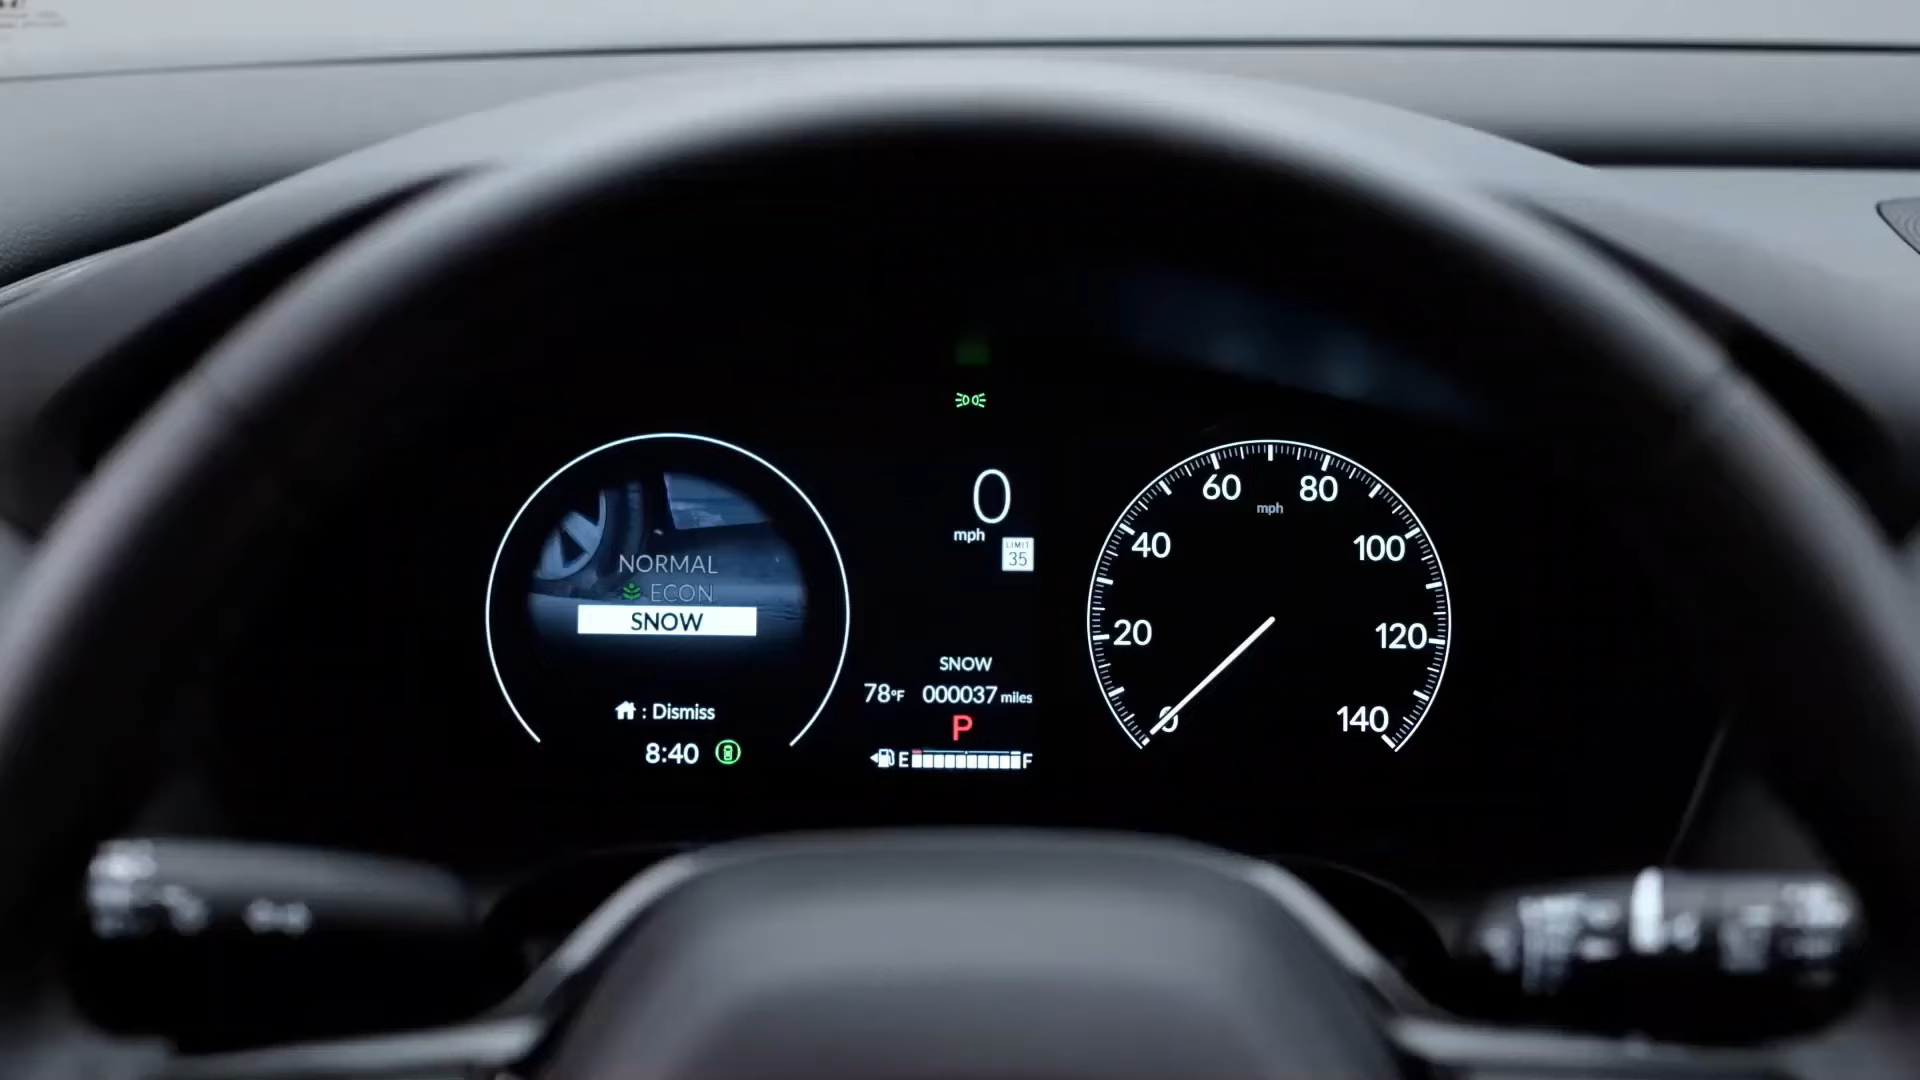 NORMAL
ECON
SNOW
: Dismiss
8:40
0
mph
LIMIT
35
SNOW
78°F 000037 miles
P
E F
0 20 40 60 80 100 120 140
mph